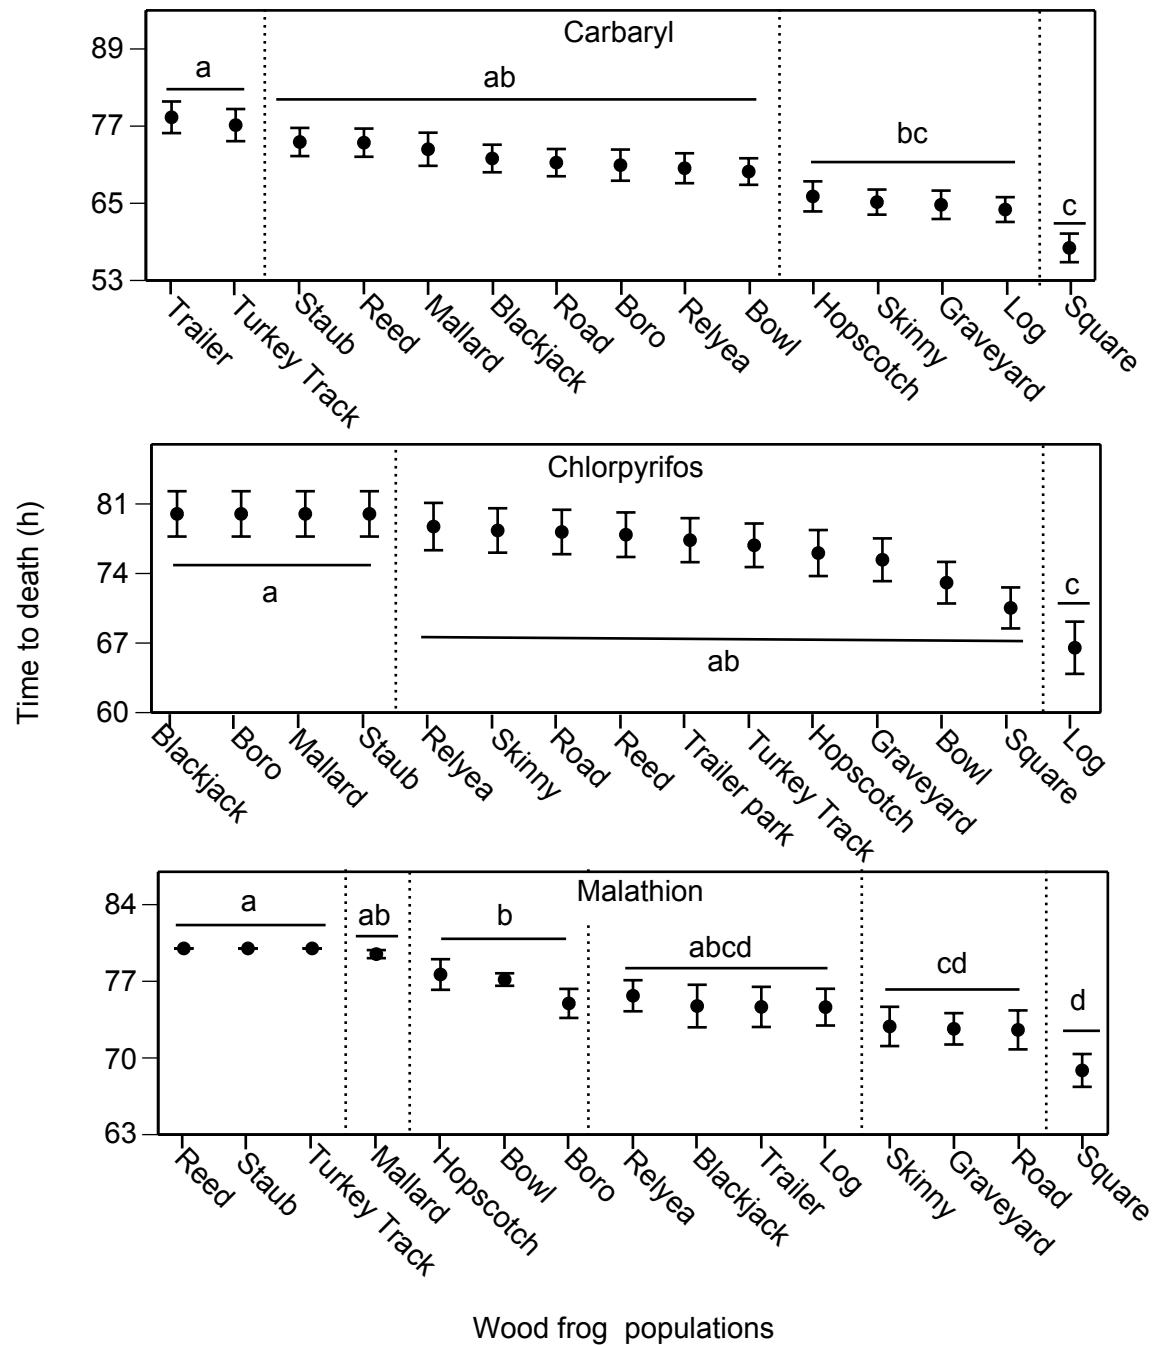 Carbaryl
89
77
65
53
a
ab
bc
c
Trailer
Turkey Track
Staub
Reed
Mallard
Blackjack
Road
Boro
Relyea
Bowl
Hopscotch
Skinny
Graveyard
Log
Square
Time to death (h)
Chlorpyrifos
81
74
67
60
a
ab
c
Blackjack
Boro
Mallard
Staub
Relyea
Skinny
Road
Reed
Trailer park
Turkey Track
Hopscotch
Graveyard
Bowl
Square
Log
Malathion
84
77
70
63
a
ab
b
abcd
cd
d
Reed
Staub
Turkey Track
Mallard
Hopscotch
Bowl
Boro
Relyea
Blackjack
Trailer
Log
Skinny
Graveyard
Road
Square
Wood frog populations